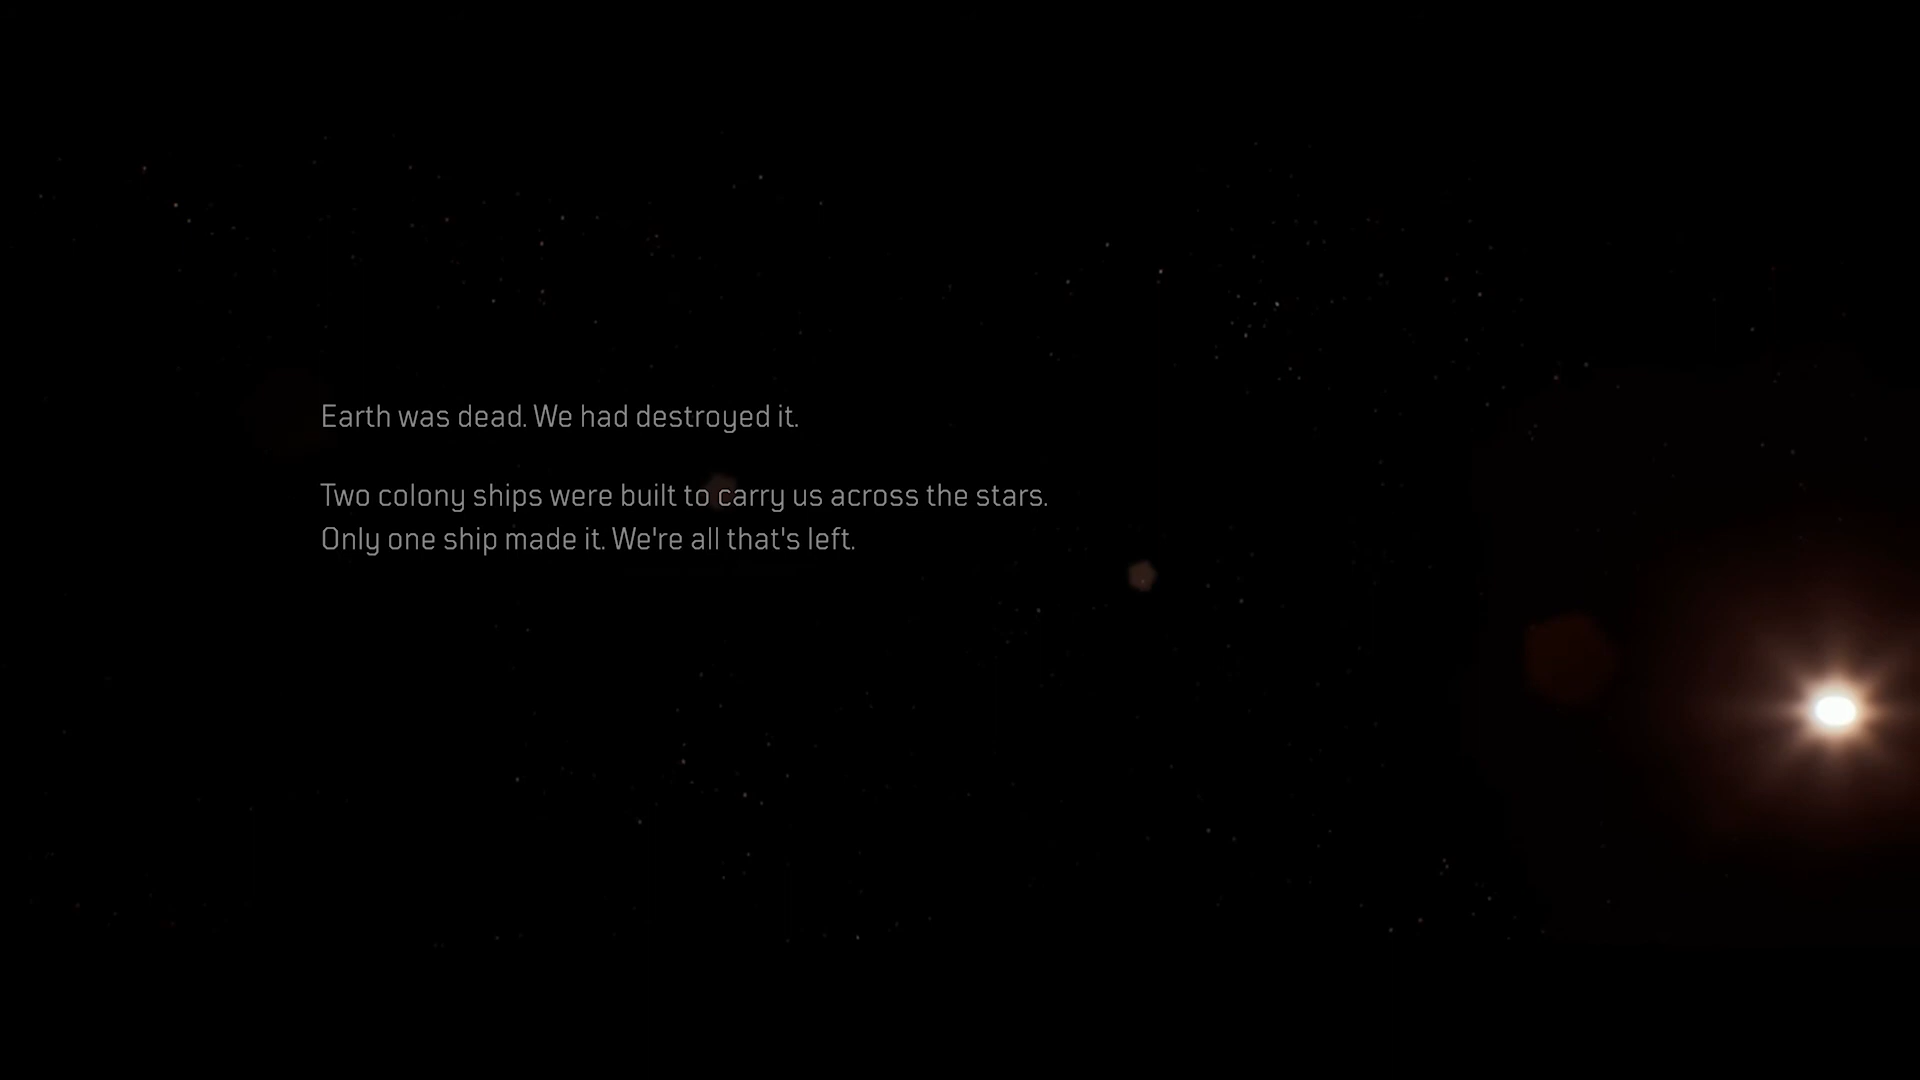 Earth was dead. We had destroyed it.
Two colony ships were built to carry us across the stars.
Only one ship made it. We're all that's left.